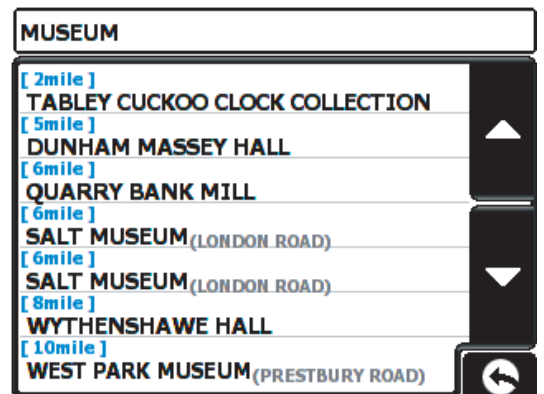 MUSEUM
[ 2mile ]
TABLEY CUCKOO CLOCK COLLECTION
[ 5mile ]
DUNHAM MASSEY HALL
[ 6mile ]
QUARRY BANK MILL
[ 6mile ]
SALT MUSEUM(LONDON ROAD)
[ 6mile ]
SALT MUSEUM(LONDON ROAD)
[ 8mile ]
WYTHENSHAWE HALL
[ 10mile ]
WEST PARK MUSEUM(PRESTBURY ROAD)